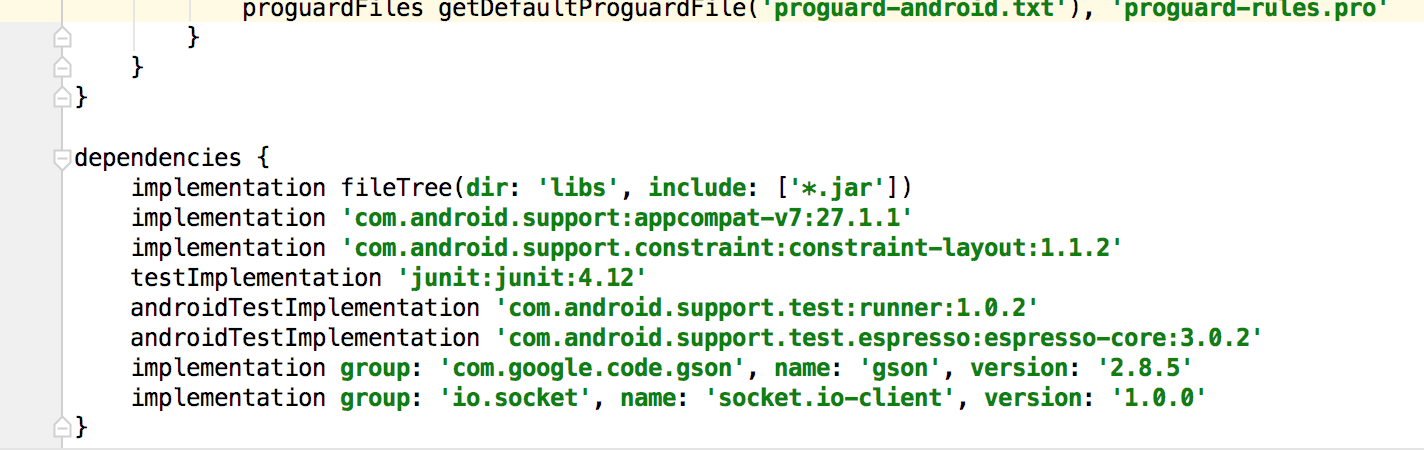 proguardFiles getDefaultProguardFile('proguard-android.txt'), 'proguard-rules.pro'
}
}
}
dependencies {
implementation fileTree(dir: 'libs', include: ['*.jar'])
implementation 'com.android.support:appcompat-v7:27.1.1'
implementation 'com.android.support.constraint:constraint-layout:1.1.2'
testImplementation 'junit:junit:4.12'
androidTestImplementation 'com.android.support.test:runner:1.0.2'
androidTestImplementation 'com.android.support.test.espresso:espresso-core:3.0.2'
implementation group: 'com.google.code.gson', name: 'gson', version: '2.8.5'
implementation group: 'io.socket', name: 'socket.io-client', version: '1.0.0'
}